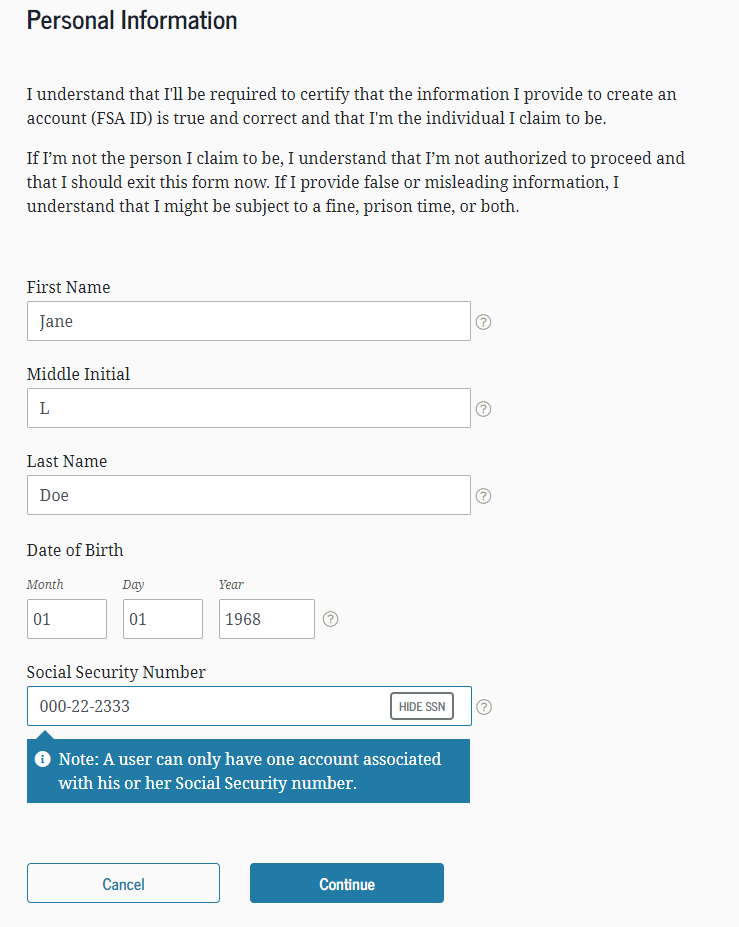 Personal Information
I understand that I'll be required to certify that the information I provide to create an
account (FSA ID) is true and correct and that I'm the individual I claim to be.
If I’m not the person I claim to be, I understand that I’m not authorized to proceed and
that I should exit this form now. If I provide false or misleading information, I
understand that I might be subject to a fine, prison time, or both.
First Name
Jane
?
Middle Initial
L
?
Last Name
Doe
?
Date of Birth
Month Day Year
01 01 1968 ?
Social Security Number
000-22-2333 HIDE SSN ?
i Note: A user can only have one account associated
with his or her Social Security number.
Cancel Continue